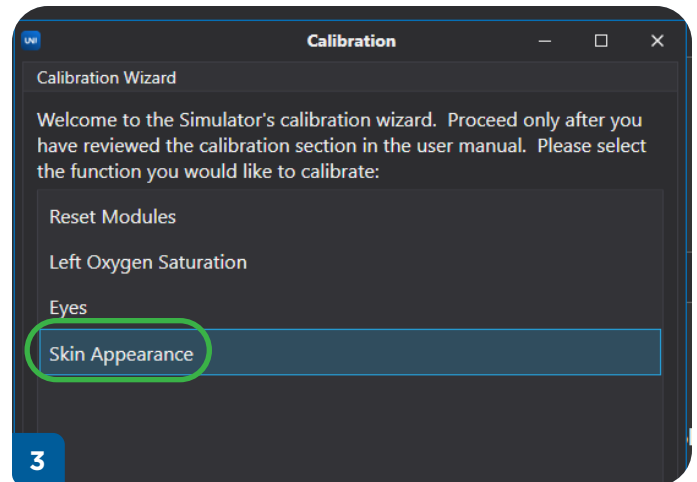 UNI
Calibration
Calibration Wizard
Welcome to the Simulator's calibration wizard.  Proceed only after you
have reviewed the calibration section in the user manual.  Please select
the function you would like to calibrate:
Reset Modules
Left Oxygen Saturation
Eyes
Skin Appearance
3